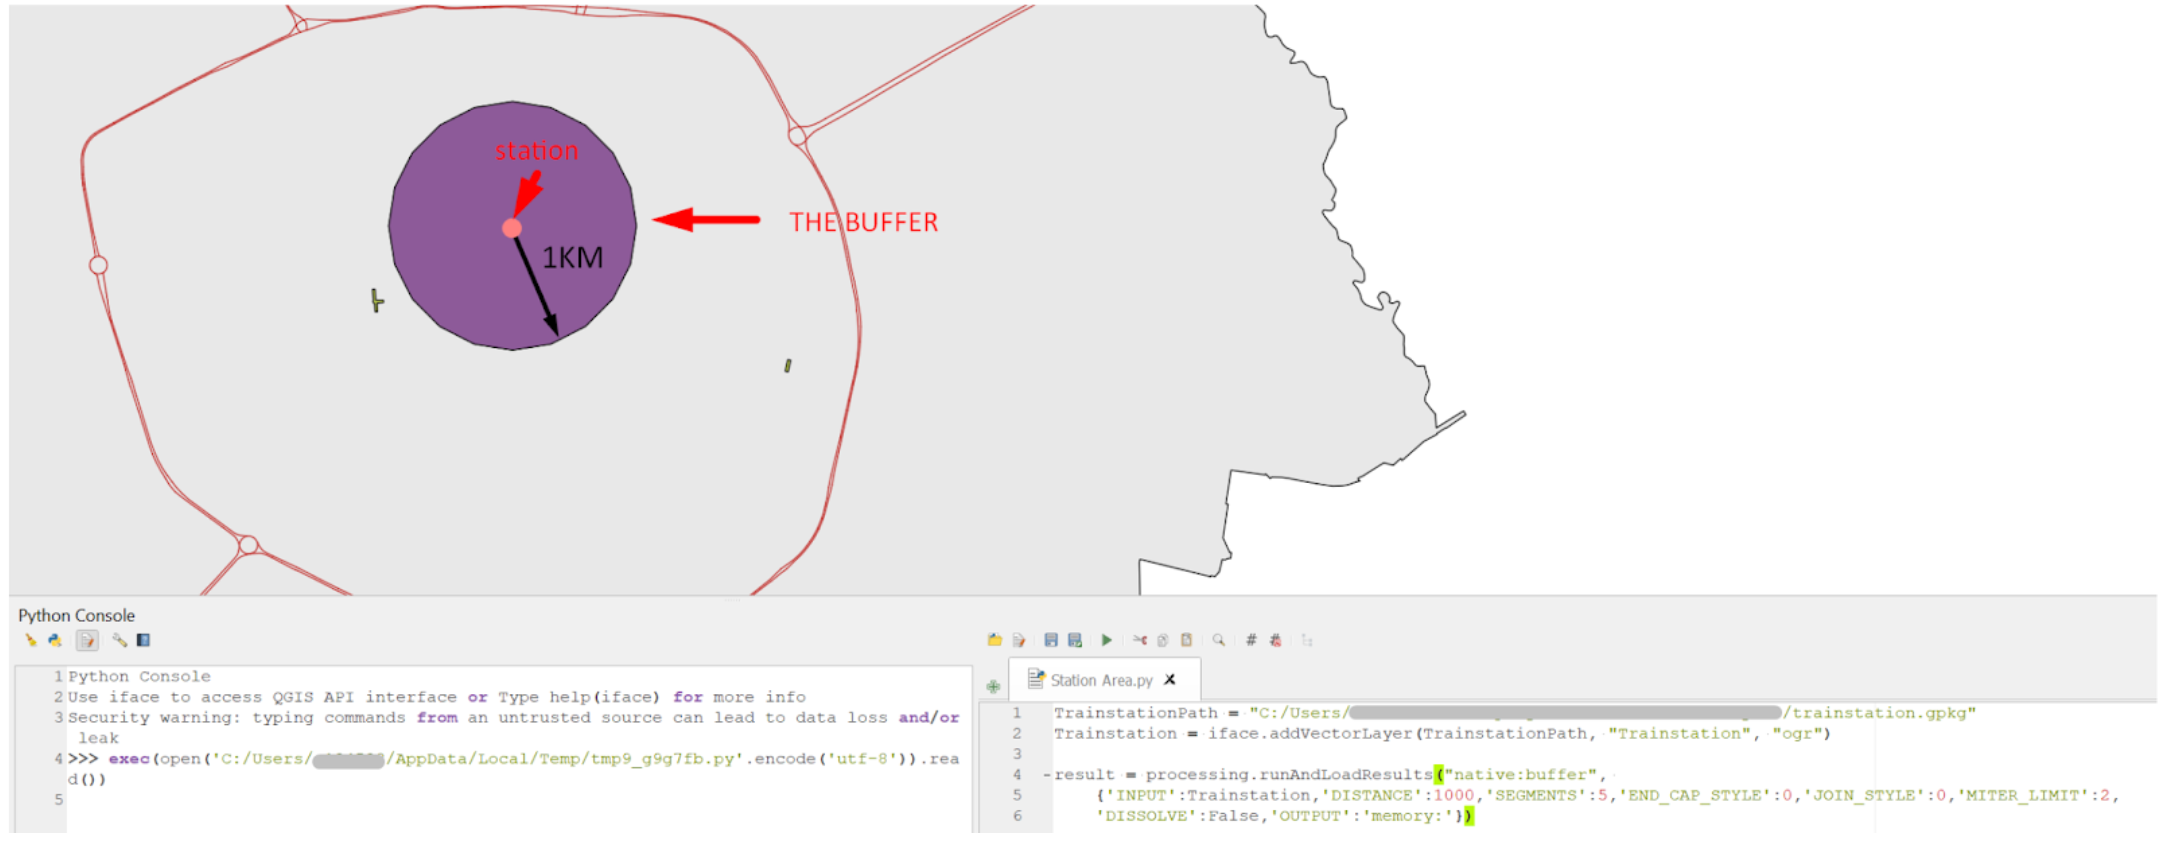 station
THE BUFFER
1KM
Python Console
1 Python Console
2 Use iface to access QGIS API interface or Type help(iface) for more info
3 Security warning: typing commands from an untrusted source can lead to data loss and/or
leak
4 >>> exec(open('C:/Users/ /AppData/Local/Temp/tmp9_g9g7fb.py'.encode('utf-8')).rea
d())
5
Station Area.py
1 TrainstationPath = "C:/Users/ /trainstation.gpkg"
2 Trainstation = iface.addVectorLayer(TrainstationPath, "Trainstation", "ogr")
3
4 result = processing.runAndLoadResults("native:buffer",
5 {'INPUT':Trainstation,'DISTANCE':1000,'SEGMENTS':5,'END_CAP_STYLE':0,'JOIN_STYLE':0,'MITER_LIMIT':2,
6 'DISSOLVE':False,'OUTPUT':'memory:'})